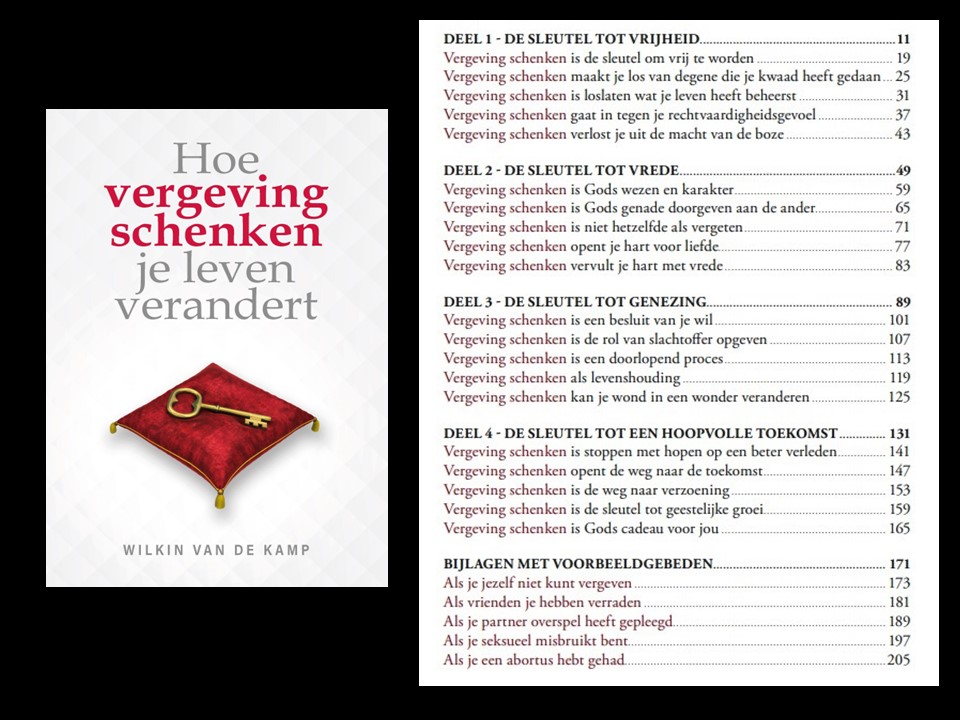 Hoe
vergeving
schenken
je leven
verandert
WILKIN VAN DE KAMP
DEEL 1 - DE SLEUTEL TOT VRIJHEID 11
Vergeving schenken is de sleutel om vrij te worden 19
Vergeving schenken maakt je los van degene die je kwaad heeft gedaan 25
Vergeving schenken is loslaten wat je leven heeft beheerst 31
Vergeving schenken gaat in tegen je rechtvaardigheidsgevoel 37
Vergeving schenken verlost je uit de macht van de boze 43
DEEL 2 - DE SLEUTEL TOT VREDE 49
Vergeving schenken is Gods wezen en karakter 59
Vergeving schenken is Gods genade doorgeven aan de ander 65
Vergeving schenken is niet hetzelfde als vergeten 71
Vergeving schenken opent je hart voor liefde 77
Vergeving schenken vervult je hart met vrede 83
DEEL 3 - DE SLEUTEL TOT GENEZING 89
Vergeving schenken is een besluit van je wil 101
Vergeving schenken is de rol van slachtoffer opgeven 107
Vergeving schenken is een doorlopend proces 113
Vergeving schenken als levenshouding 119
Vergeving schenken kan je wond in een wonder veranderen 125
DEEL 4 - DE SLEUTEL TOT EEN HOOPVOLLE TOEKOMST 131
Vergeving schenken is stoppen met hopen op een beter verleden 141
Vergeving schenken opent de weg naar de toekomst 147
Vergeving schenken is de weg naar verzoening 153
Vergeving schenken is de sleutel tot geestelijke groei 159
Vergeving schenken is Gods cadeau voor jou 165
BIJLAGEN MET VOORBEELDGEBEDEN 171
Als je jezelf niet kunt vergeven 173
Als vrienden je hebben verraden 181
Als je partner overspel heeft gepleegd 189
Als je seksueel misbruikt bent 197
Als je een abortus hebt gehad 205